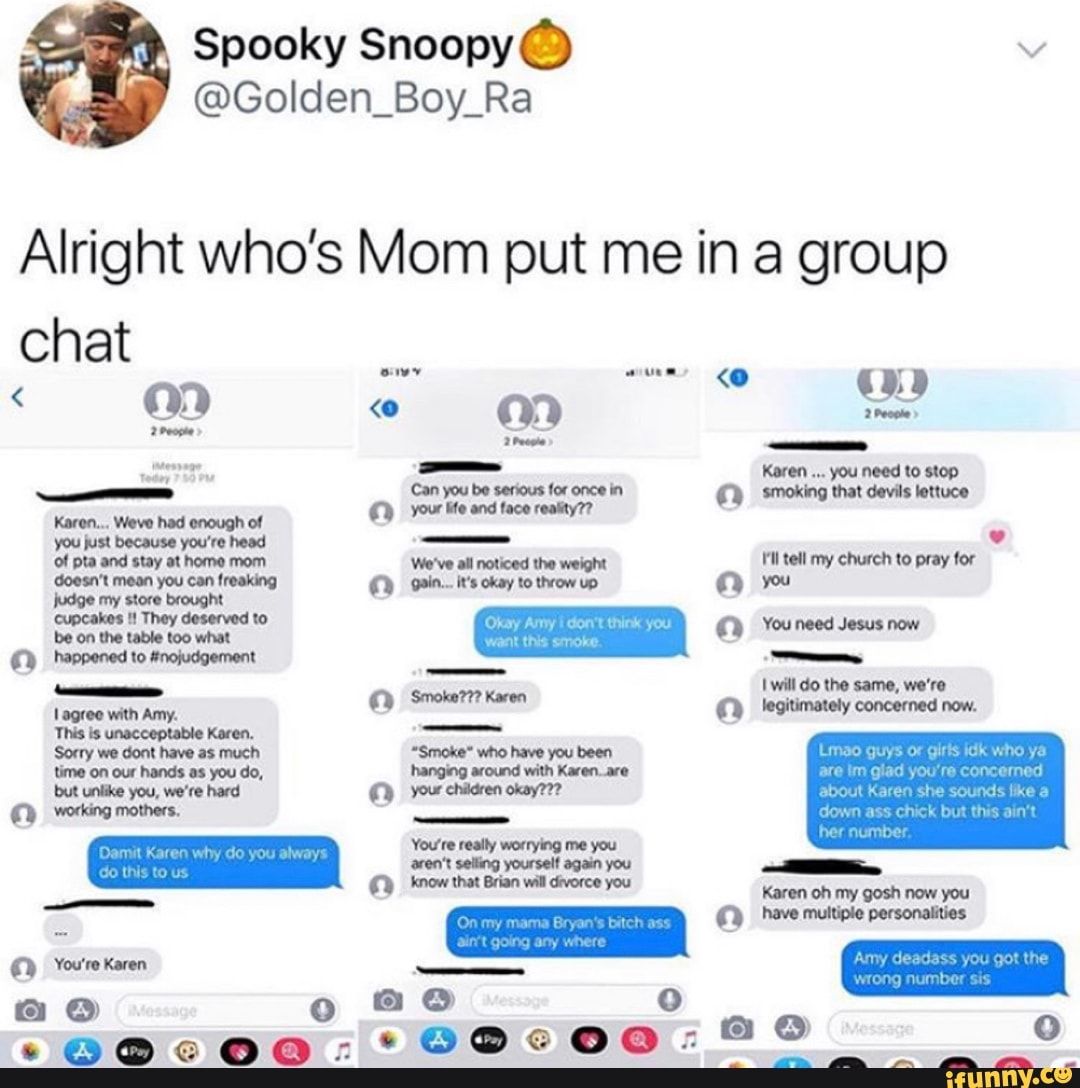 Spooky Snoopy🎃
@Golden_Boy_Ra
Alright who's Mom put me in a group
chat
2 People >
iMessage
Today 7:50 PM
Karen... Weve had enough of
you just because you're head
of pta and stay at home mom
doesn't mean you can freaking
judge my store brought
cupcakes !! They deserved to
be on the table too what
happened to #nojudgement
I agree with Amy.
This is unacceptable Karen.
Sorry we dont have as much
time on our hands as you do,
but unlike you, we're hard
working mothers.
Damit Karen why do you always
do this to us
...
You're Karen
iMessage
Pay
8:19
LTE
1
2 People >
Can you be serious for once in
your life and face reality??
We've all noticed the weight
gain... it's okay to throw up
Okay Amy i don't think you
want this smoke.
Smoke??? Karen
"Smoke" who have you been
hanging around with Karen..are
your children okay???
You're really worrying me you
aren't selling yourself again you
know that Brian will divorce you
On my mama Bryan's bitch ass
ain't going any where
iMessage
Pay
1
2 People >
Karen ... you need to stop
smoking that devils lettuce
I'll tell my church to pray for
you
You need Jesus now
I will do the same, we're
legitimately concerned now.
Lmao guys or girls idk who ya
are Im glad you're concerned
about Karen she sounds like a
down ass chick but this ain't
her number.
Karen oh my gosh now you
have multiple personalities
Amy deadass you got the
wrong number sis
iMessage
ifunny.co